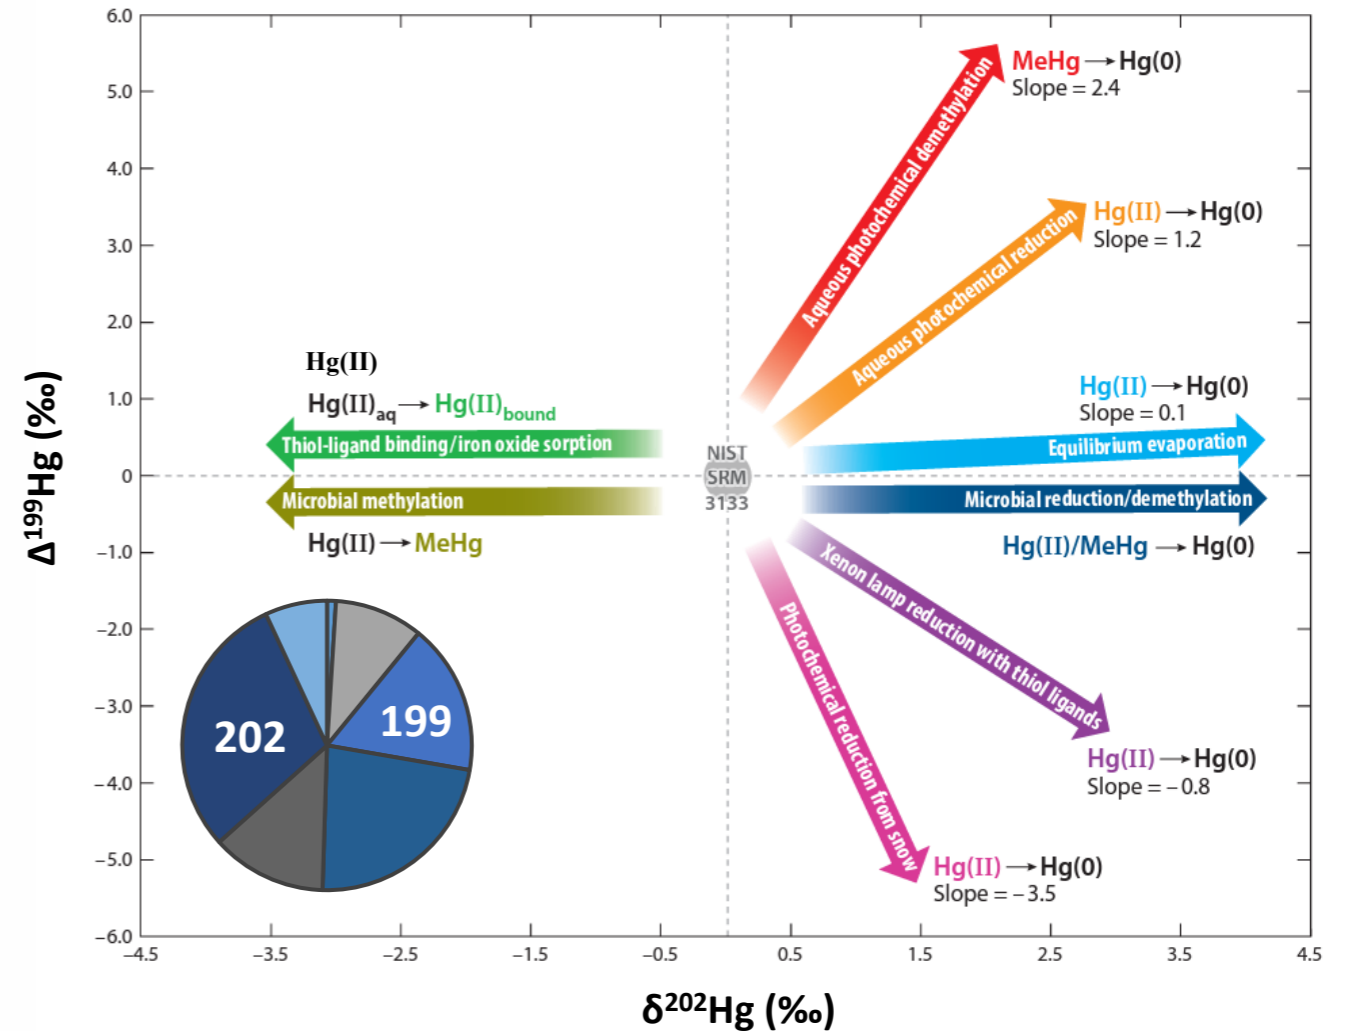 6.0
5.0
4.0
3.0
2.0
1.0
0
−1.0
−2.0
−3.0
−4.0
−5.0
−6.0
Δ¹⁹⁹Hg (‰)
MeHg → Hg(0)
Slope = 2.4
Aqueous photochemical demethylation
Hg(II) → Hg(0)
Slope = 1.2
Aqueous photochemical reduction
Hg(II)
Hg(II)aq → Hg(II)bound
Thiol-ligand binding/iron oxide sorption
Hg(II) → Hg(0)
Slope = 0.1
Equilibrium evaporation
NIST
SRM
3133
Microbial methylation
Hg(II) → MeHg
Microbial reduction/demethylation
Hg(II)/MeHg → Hg(0)
Xenon lamp reduction with thiol ligands
Hg(II) → Hg(0)
Slope = −0.8
Photochemical reduction from snow
Hg(II) → Hg(0)
Slope = −3.5
202
199
−4.5 −3.5 −2.5 −1.5 −0.5 0.5 1.5 2.5 3.5 4.5
δ²⁰²Hg (‰)